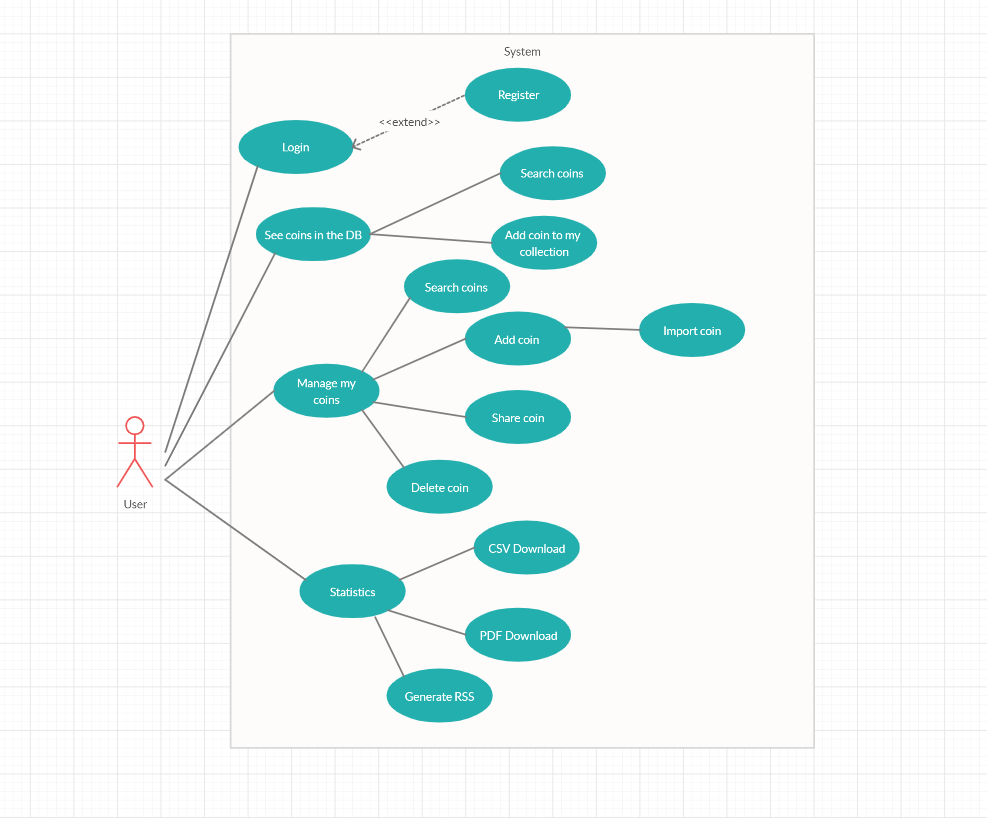 System
Register
<<extend>>
Login
Search coins
See coins in the DB
Add coin to my
collection
Search coins
Import coin
Add coin
Manage my
coins
Share coin
Delete coin
User
CSV Download
Statistics
PDF Download
Generate RSS